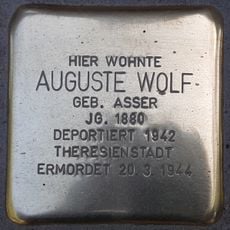 HIER WOHNTE
AUGUSTE WOLF
GEB. ASSER
JG. 1880
DEPORTIERT 1942
THERESIENSTADT
ERMORDET 20.3.1944